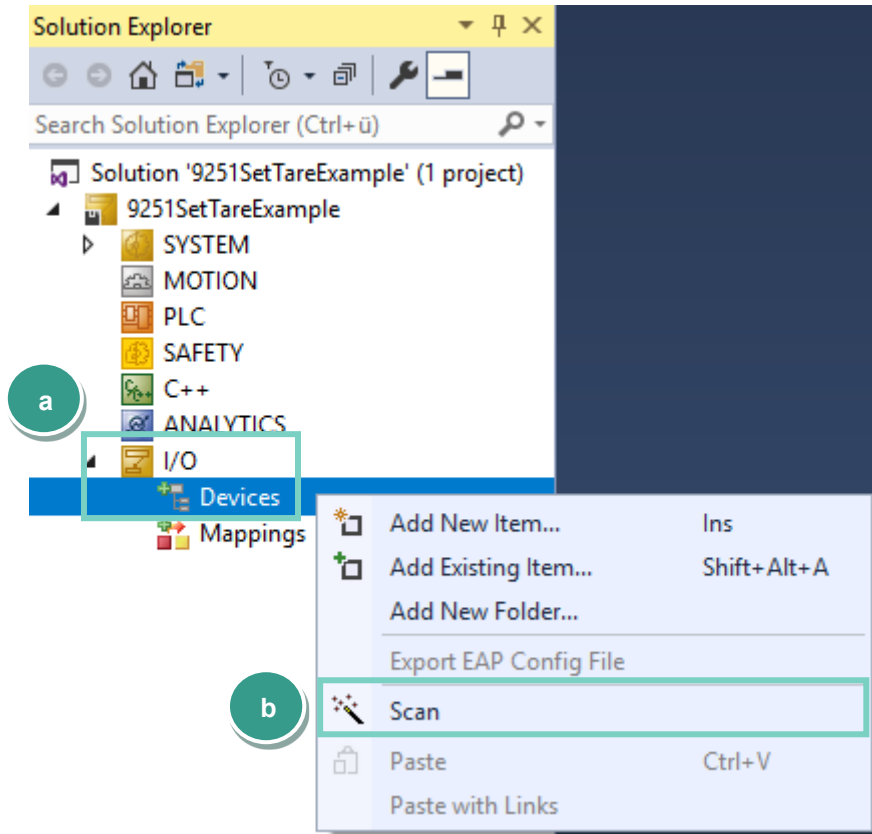 Solution Explorer
Search Solution Explorer (Ctrl+ü)
Solution '9251SetTareExample' (1 project)
9251SetTareExample
SYSTEM
MOTION
PLC
SAFETY
C++
a
ANALYTICS
I/O
Devices
Mappings
Add New Item... Ins
Add Existing Item... Shift+Alt+A
Add New Folder...
Export EAP Config File
b
Scan
Paste Ctrl+V
Paste with Links